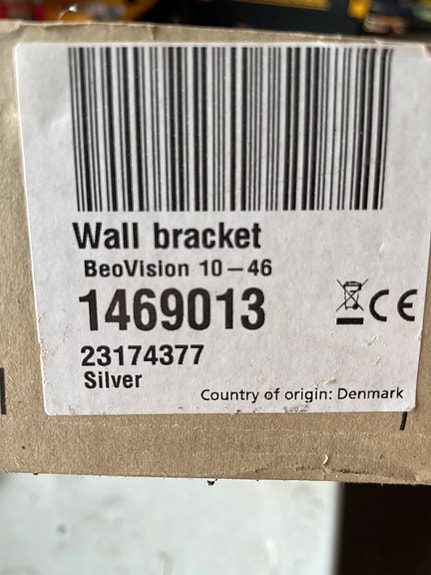 Wall bracket
BeoVision 10 – 46
1469013
CE
23174377
Silver
Country of origin: Denmark